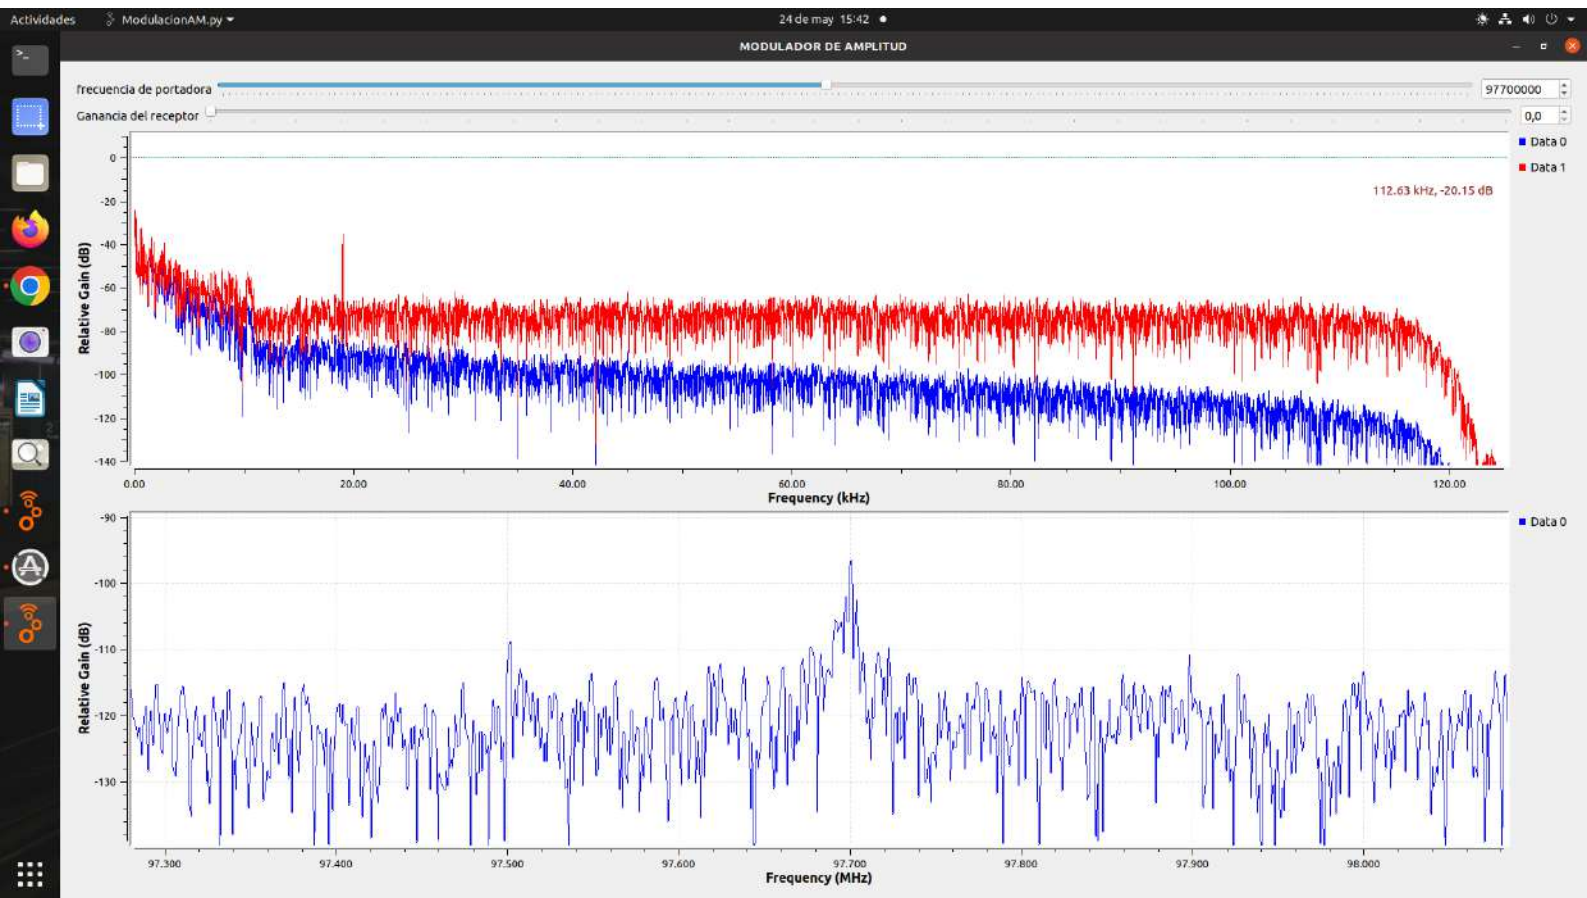 Actividades ModulacionAM.py 24 de may 15:42
MODULADOR DE AMPLITUD
frecuencia de portadora 97700000
Ganancia del receptor 0,0
Data 0
Data 1
112.63 kHz, -20.15 dB
Relative Gain (dB)
0
-20
-40
-60
-80
-100
-120
-140
0.00 20.00 40.00 60.00 80.00 100.00 120.00
Frequency (kHz)
Data 0
Relative Gain (dB)
-90
-100
-110
-120
-130
97.300 97.400 97.500 97.600 97.700 97.800 97.900 98.000
Frequency (MHz)